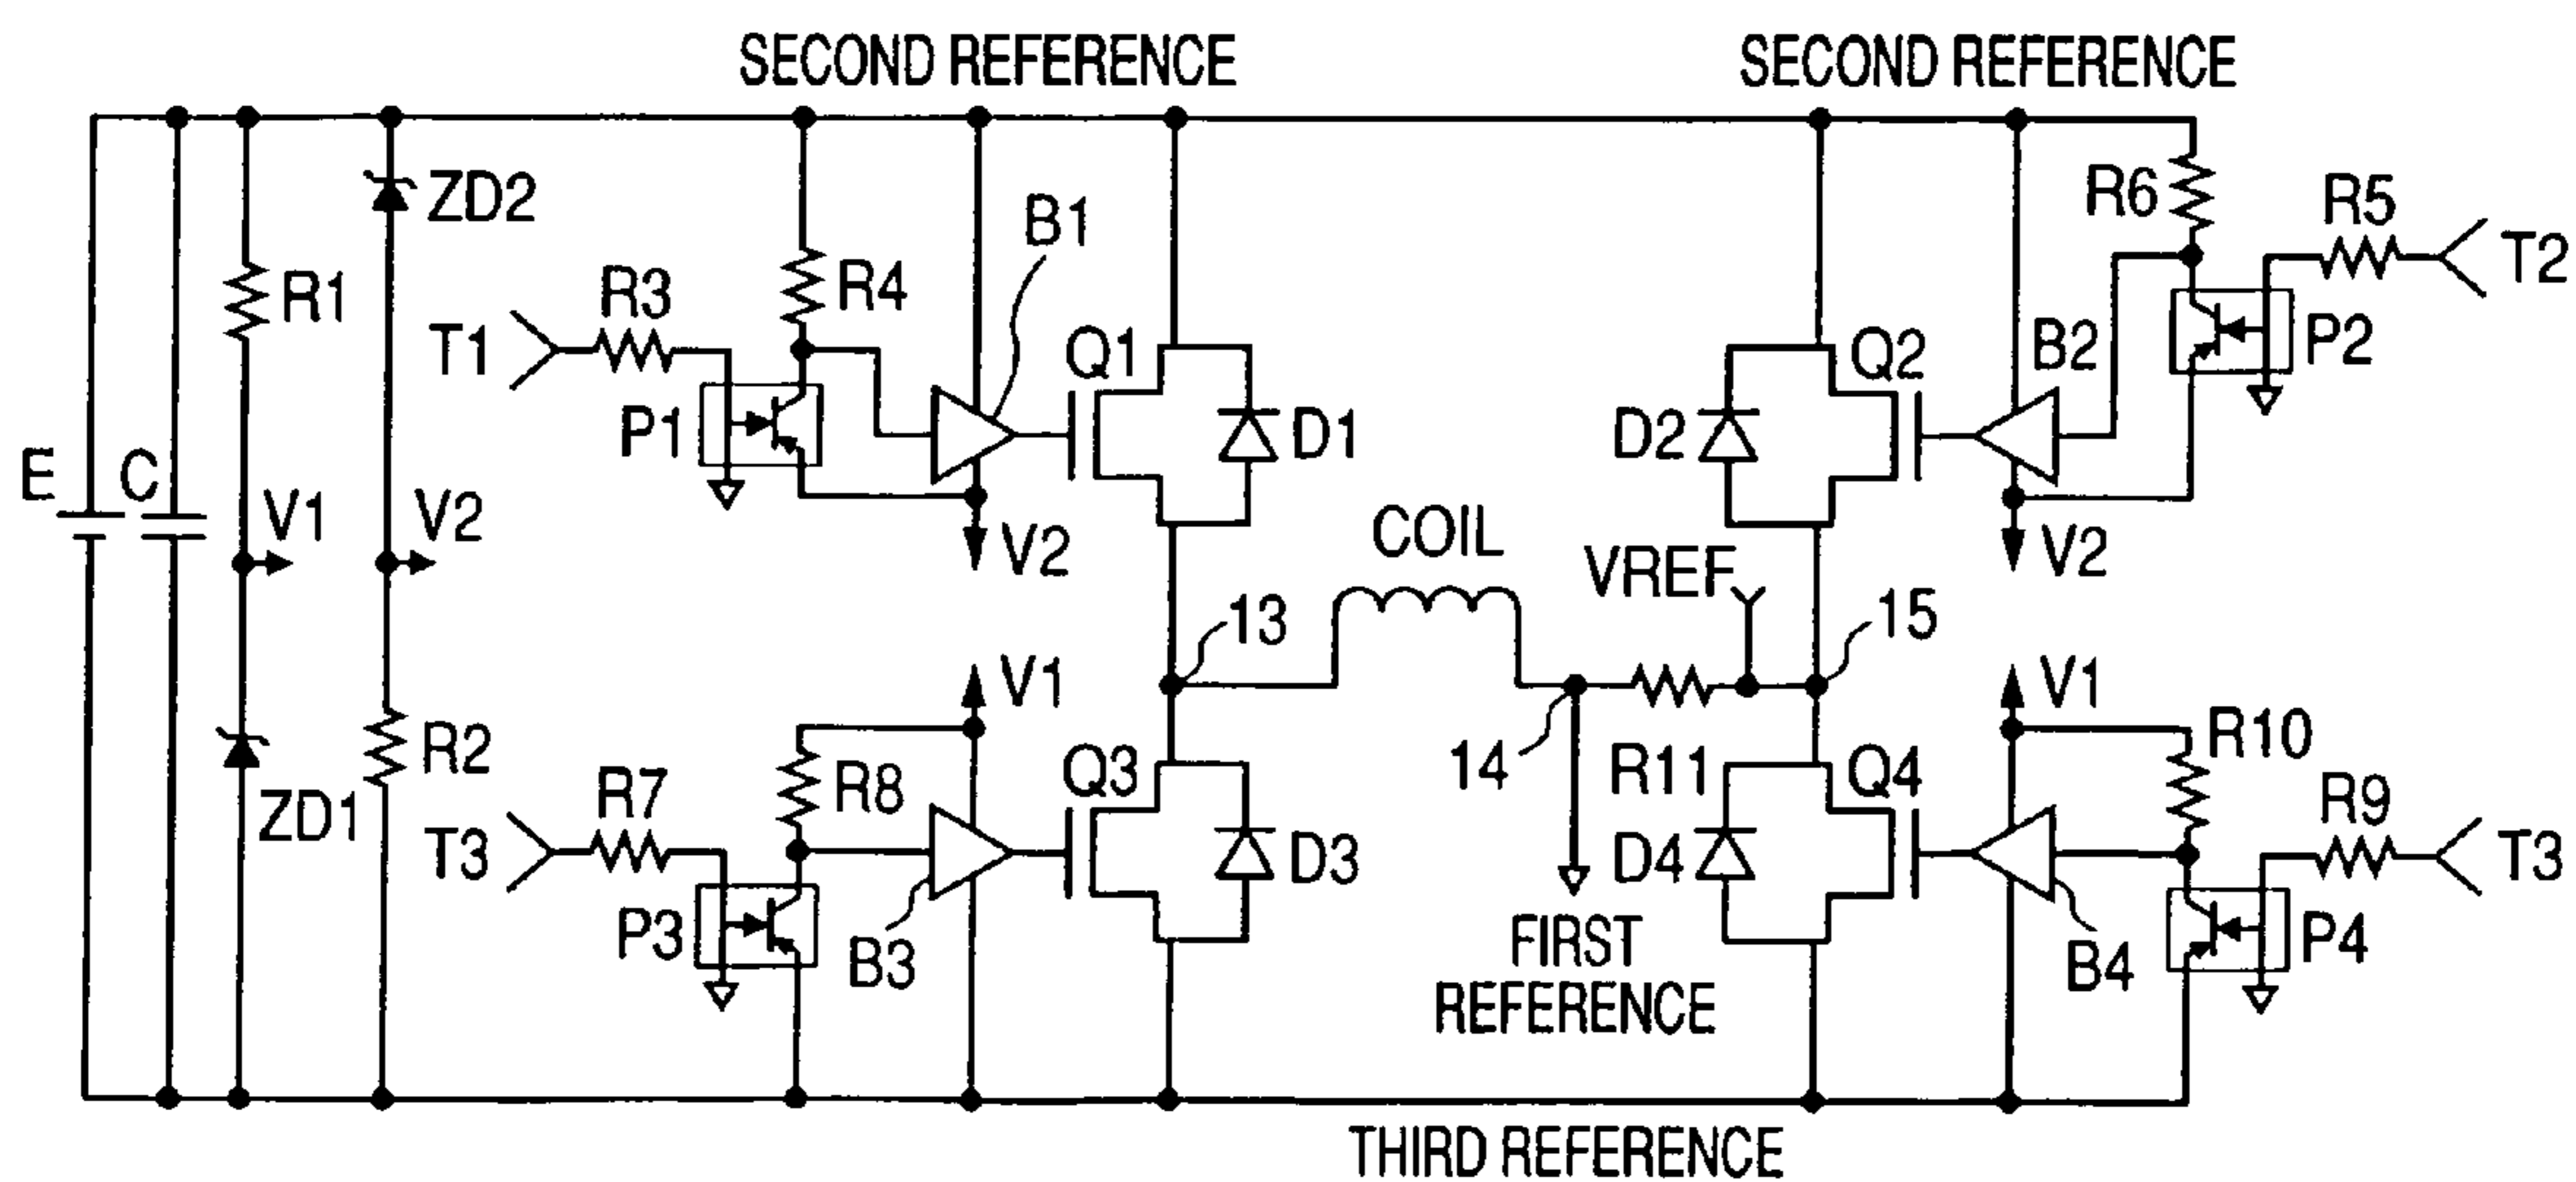 SECOND REFERENCE
SECOND REFERENCE
ZD2
B1
R6
R5
T2
R1
R3
R4
T1
Q1
Q2
B2
P2
P1
D1
D2
E
C
V1
V2
V2
COIL
VREF
V2
13
15
V1
V1
R2
14
R11
R10
ZD1
R7
R8
Q3
Q4
R9
T3
D3
D4
T3
P3
B3
FIRST
REFERENCE
B4
P4
THIRD REFERENCE